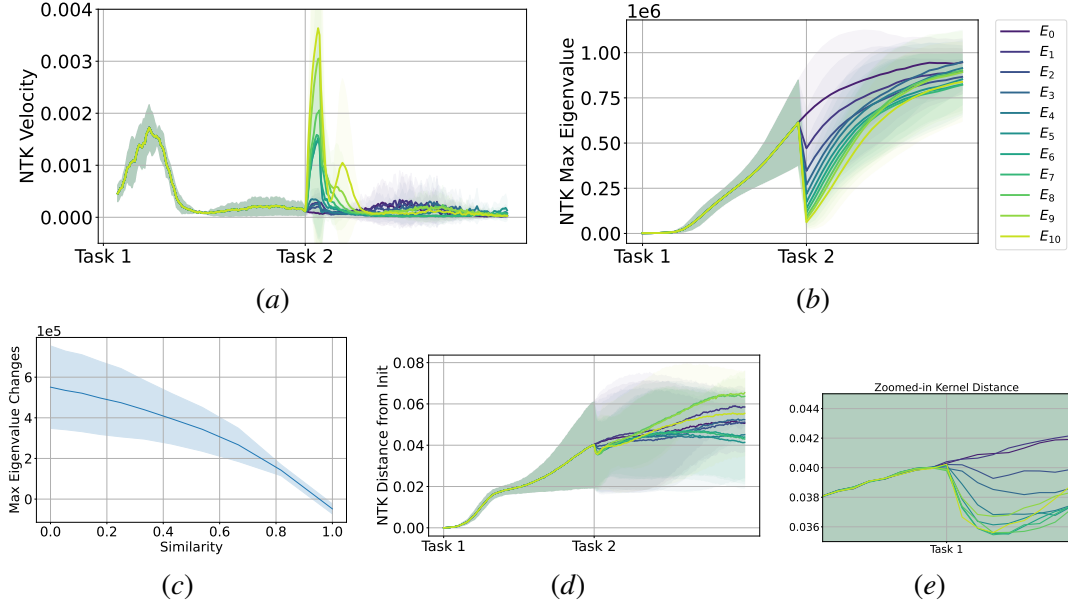 NTK Velocity
0.004
0.003
0.002
0.001
0.000
Task 1
Task 2
(a)
1e6
NTK Max Eigenvalue
1.00
0.75
0.50
0.25
0.00
Task 1
Task 2
(b)
E0
E1
E2
E3
E4
E5
E6
E7
E8
E9
E10
1e5
Max Eigenvalue Changes
6
4
2
0
0.0 0.2 0.4 0.6 0.8 1.0
Similarity
(c)
NTK Distance from Init
0.08
0.06
0.04
0.02
0.00
Task 1
Task 2
(d)
Zoomed-in Kernel Distance
0.044
0.042
0.040
0.038
0.036
Task 1
(e)